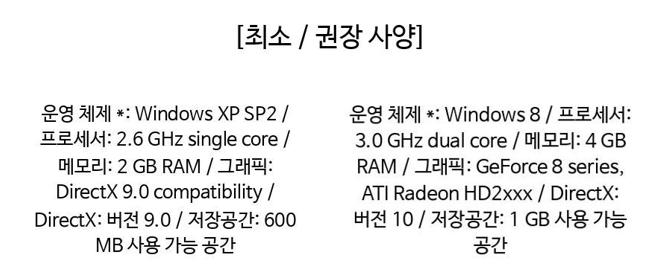 [최소 / 권장 사양]
운영 체제 *: Windows XP SP2 /
프로세서: 2.6 GHz single core /
메모리: 2 GB RAM / 그래픽:
DirectX 9.0 compatibility /
DirectX: 버전 9.0 / 저장공간: 600
MB 사용 가능 공간
운영 체제 *: Windows 8 / 프로세서:
3.0 GHz dual core / 메모리: 4 GB
RAM / 그래픽: GeForce 8 series,
ATI Radeon HD2xxx / DirectX:
버전 10 / 저장공간: 1 GB 사용 가능
공간